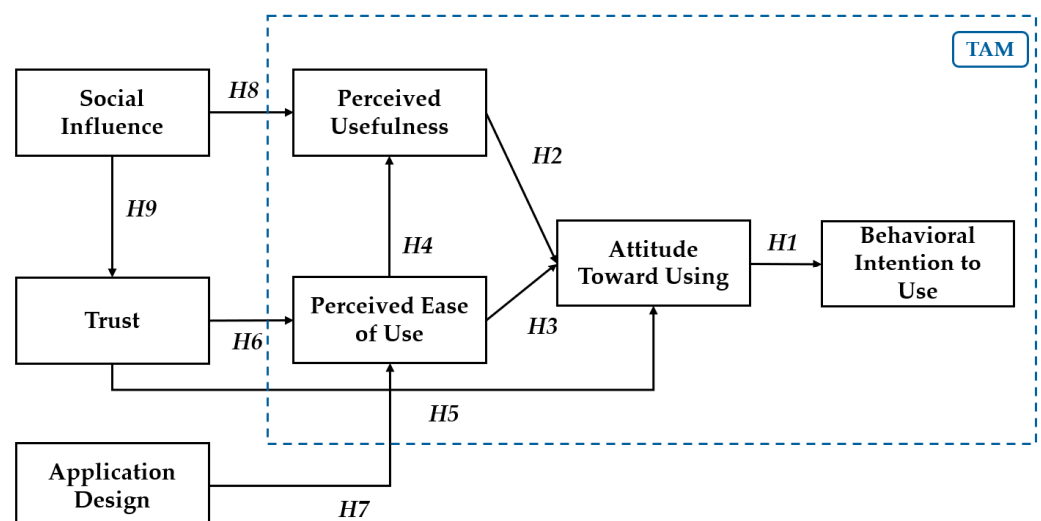 TAM
Social
Influence
H8
Perceived
Usefulness
H2
H9
H4
Attitude
Toward Using
H1
Behavioral
Intention to
Use
Trust
H6
Perceived Ease
of Use
H3
H5
Application
Design
H7